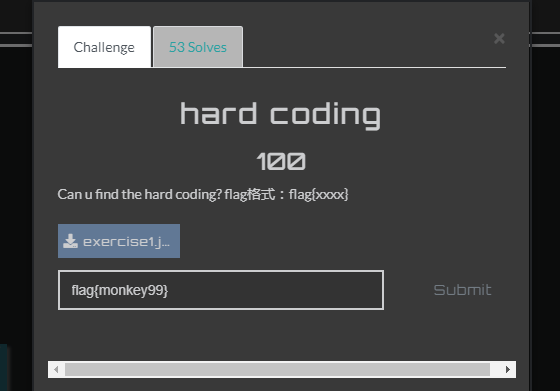 Challenge
53 Solves
×
hard coding
100
Can u find the hard coding? flag格式：flag{xxxx}
exercise1.j...
flag{monkey99}
Submit